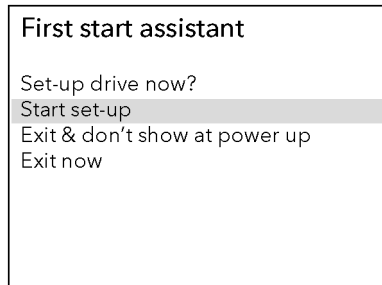 First start assistant
Set-up drive now?
Start set-up
Exit & don't show at power up
Exit now